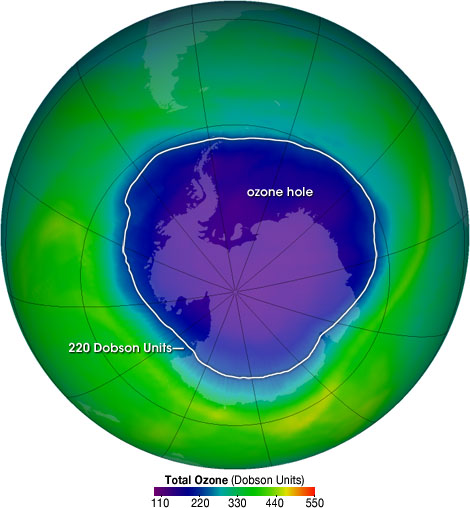 ozone hole
220 Dobson Units
Total Ozone (Dobson Units)
110 220 330 440 550